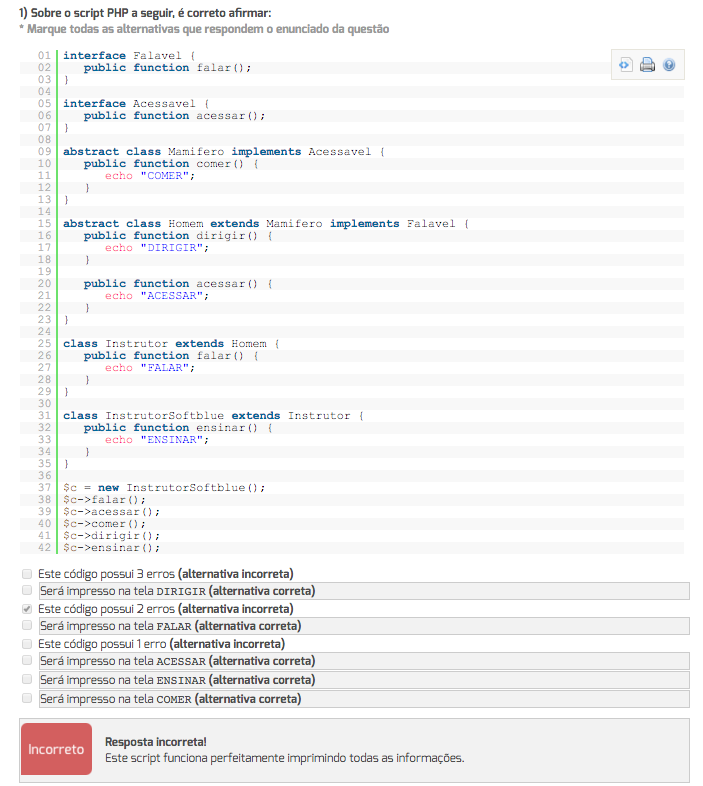 1) Sobre o script PHP a seguir, é correto afirmar:
* Marque todas as alternativas que respondem o enunciado da questão
01 interface Falavel {
02    public function falar();
03 }
04
05 interface Acessavel {
06    public function acessar();
07 }
08
09 abstract class Mamifero implements Acessavel {
10    public function comer() {
11       echo "COMER";
12    }
13 }
14
15 abstract class Homem extends Mamifero implements Falavel {
16    public function dirigir() {
17       echo "DIRIGIR";
18    }
19
20    public function acessar() {
21       echo "ACESSAR";
22    }
23 }
24
25 class Instrutor extends Homem {
26    public function falar() {
27       echo "FALAR";
28    }
29 }
30
31 class InstrutorSoftblue extends Instrutor {
32    public function ensinar() {
33       echo "ENSINAR";
34    }
35 }
36
37 $c = new InstrutorSoftblue();
38 $c->falar();
39 $c->acessar();
40 $c->comer();
41 $c->dirigir();
42 $c->ensinar();
Este código possui 3 erros (alternativa incorreta)
Será impresso na tela DIRIGIR (alternativa correta)
Este código possui 2 erros (alternativa incorreta)
Será impresso na tela FALAR (alternativa correta)
Este código possui 1 erro (alternativa incorreta)
Será impresso na tela ACESSAR (alternativa correta)
Será impresso na tela ENSINAR (alternativa correta)
Será impresso na tela COMER (alternativa correta)
Incorreto
Resposta incorreta!
Este script funciona perfeitamente imprimindo todas as informações.